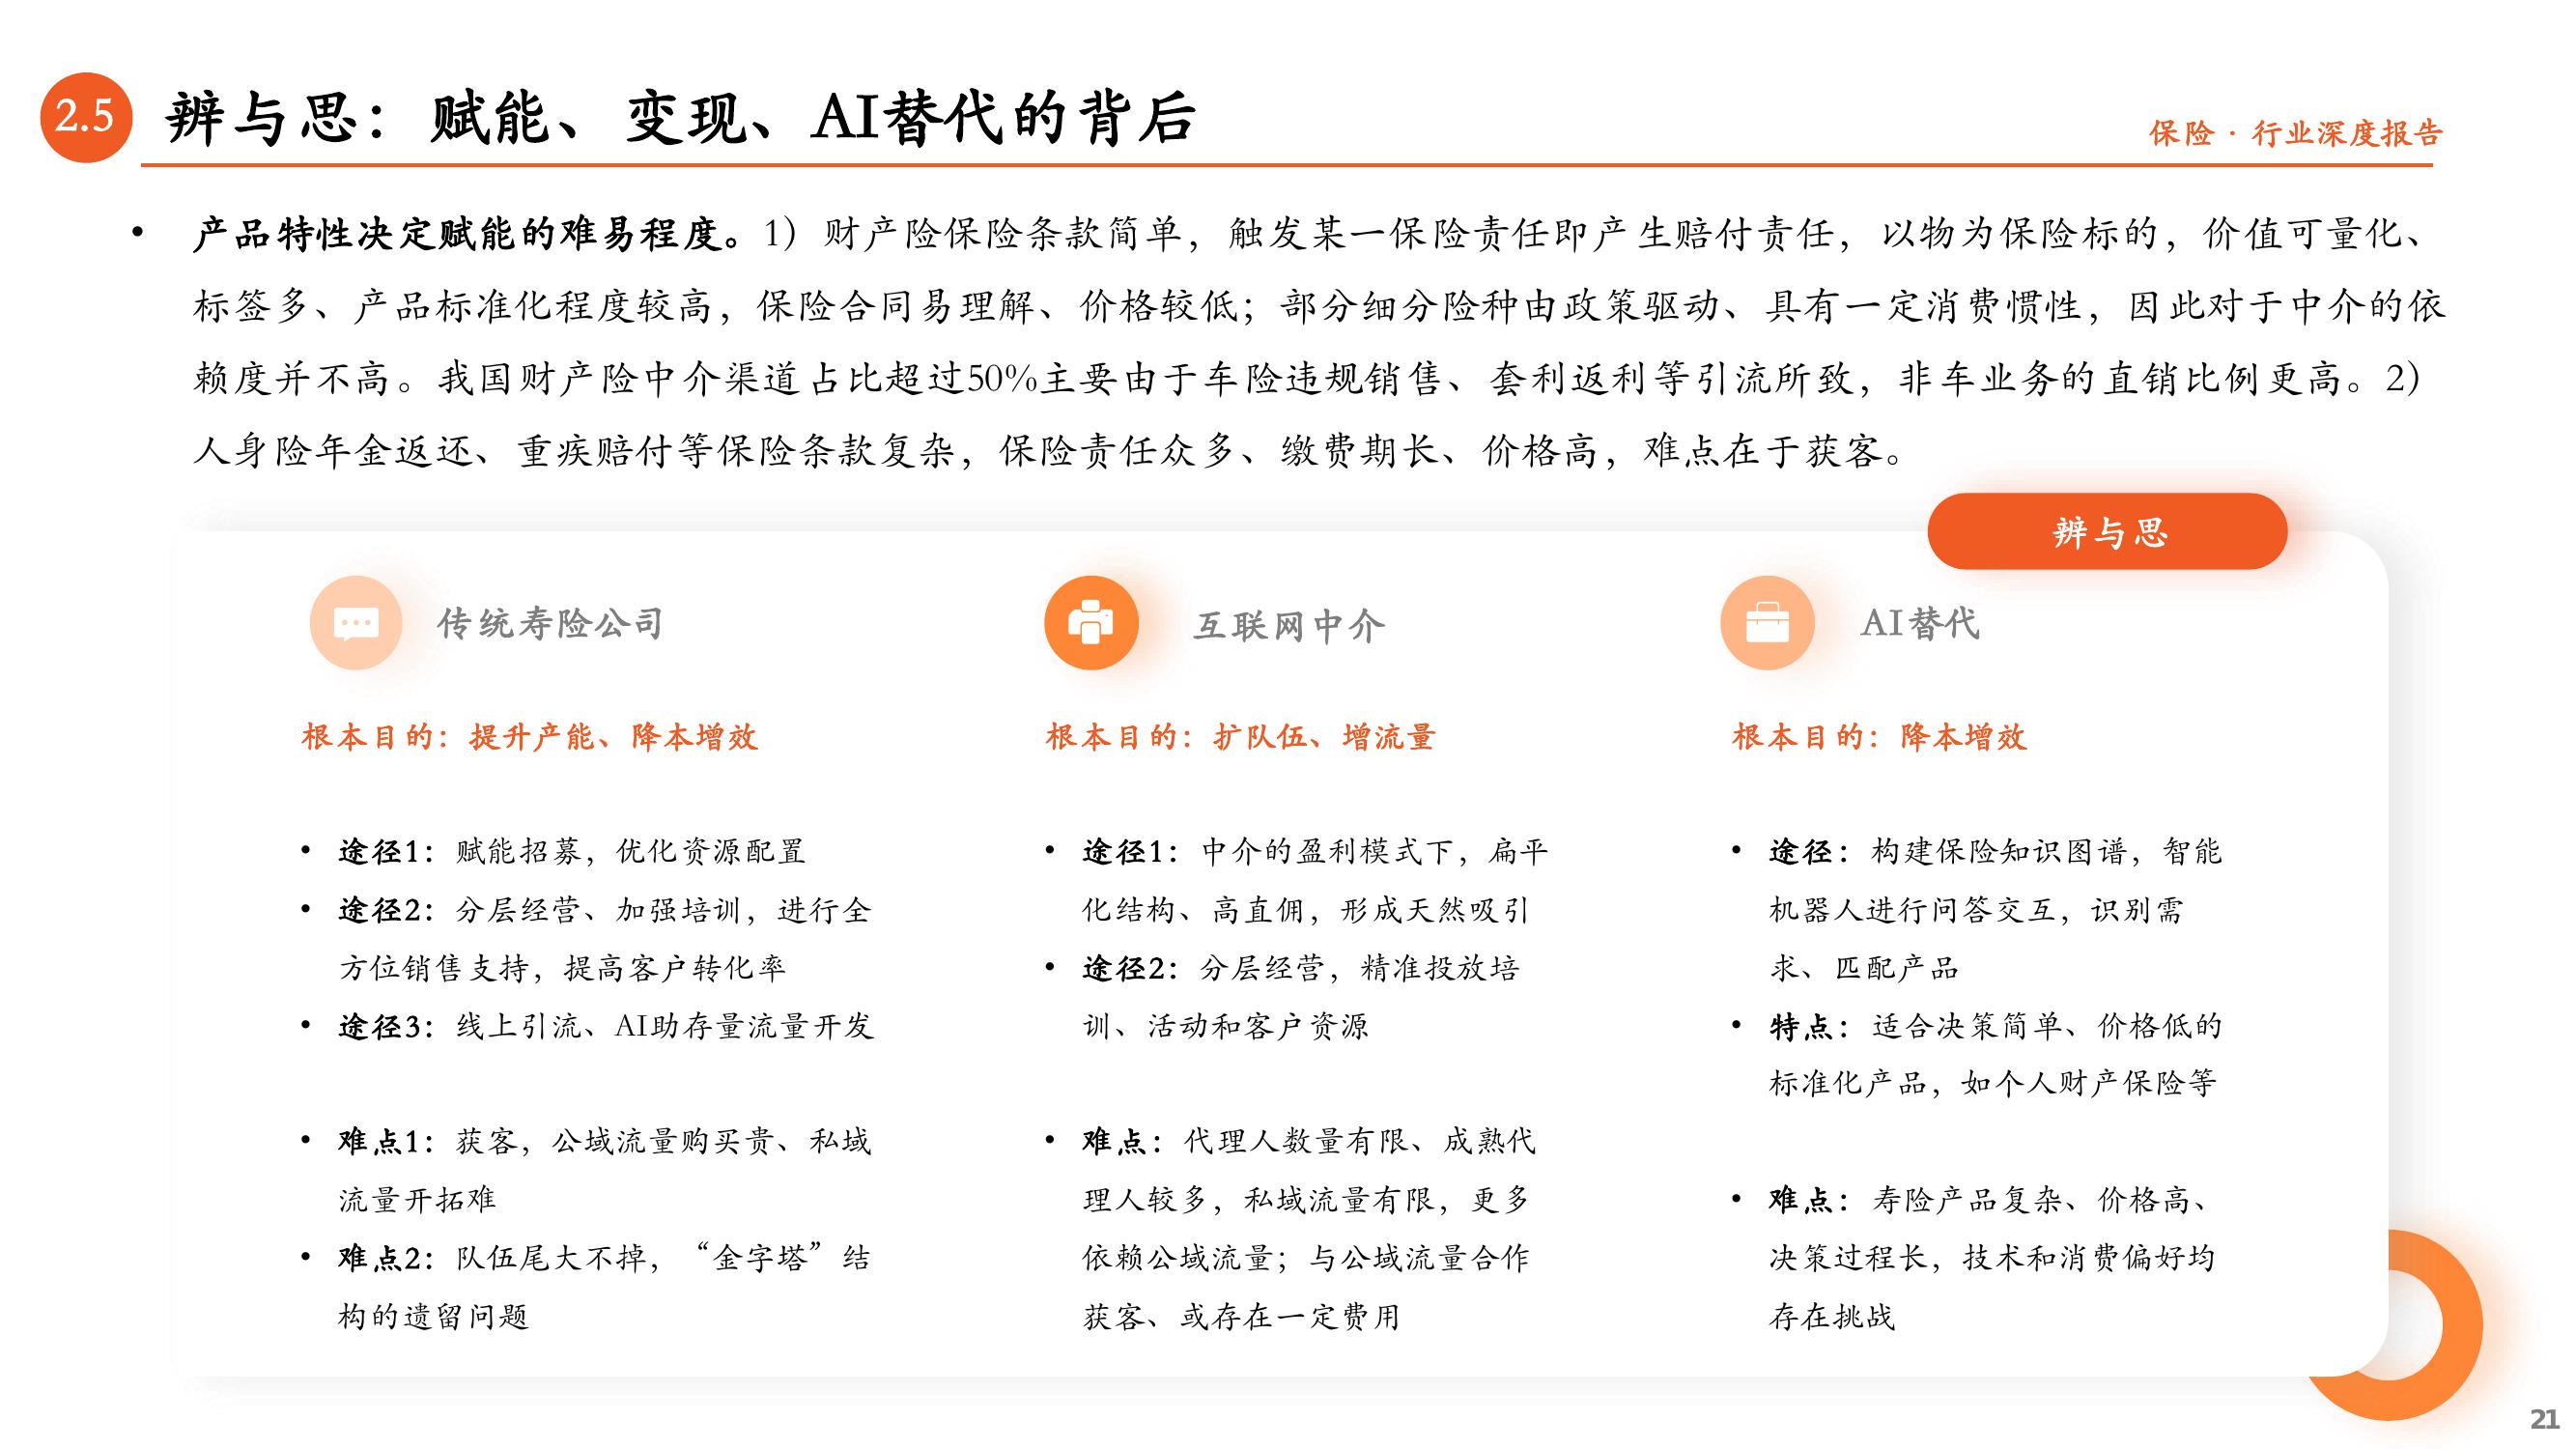 2.5 辨与思：赋能、变现、AI替代的背后
保险·行业深度报告
• 产品特性决定赋能的难易程度。1）财产险保险条款简单，触发某一保险责任即产生赔付责任，以物为保险标的，价值可量化、
标签多、产品标准化程度较高，保险合同易理解、价格较低；部分细分险种由政策驱动、具有一定消费惯性，因此对于中介的依
赖度并不高。我国财产险中介渠道占比超过50%主要由于车险违规销售、套利返利等引流所致，非车业务的直销比例更高。2）
人身险年金返还、重疾赔付等保险条款复杂，保险责任众多、缴费期长、价格高，难点在于获客。
辨与思
传统寿险公司
根本目的：提升产能、降本增效
• 途径1：赋能招募，优化资源配置
• 途径2：分层经营、加强培训，进行全
方位销售支持，提高客户转化率
• 途径3：线上引流、AI助存量流量开发
• 难点1：获客，公域流量购买贵、私域
流量开拓难
• 难点2：队伍尾大不掉，“金字塔”结
构的遗留问题
互联网中介
根本目的：扩队伍、增流量
• 途径1：中介的盈利模式下，扁平
化结构、高直佣，形成天然吸引
• 途径2：分层经营，精准投放培
训、活动和客户资源
• 难点：代理人数量有限、成熟代
理人较多，私域流量有限，更多
依赖公域流量；与公域流量合作
获客、或存在一定费用
AI替代
根本目的：降本增效
• 途径：构建保险知识图谱，智能
机器人进行问答交互，识别需
求、匹配产品
• 特点：适合决策简单、价格低的
标准化产品，如个人财产保险等
• 难点：寿险产品复杂、价格高、
决策过程长，技术和消费偏好均
存在挑战
21